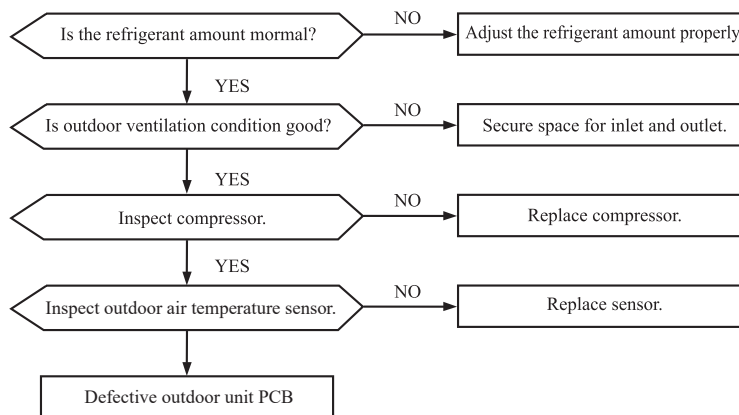 Is the refrigerant amount mormal?
NO
Adjust the refrigerant amount properly
YES
Is outdoor ventilation condition good?
NO
Secure space for inlet and outlet.
YES
Inspect compressor.
NO
Replace compressor.
YES
Inspect outdoor air temperature sensor.
NO
Replace sensor.
Defective outdoor unit PCB